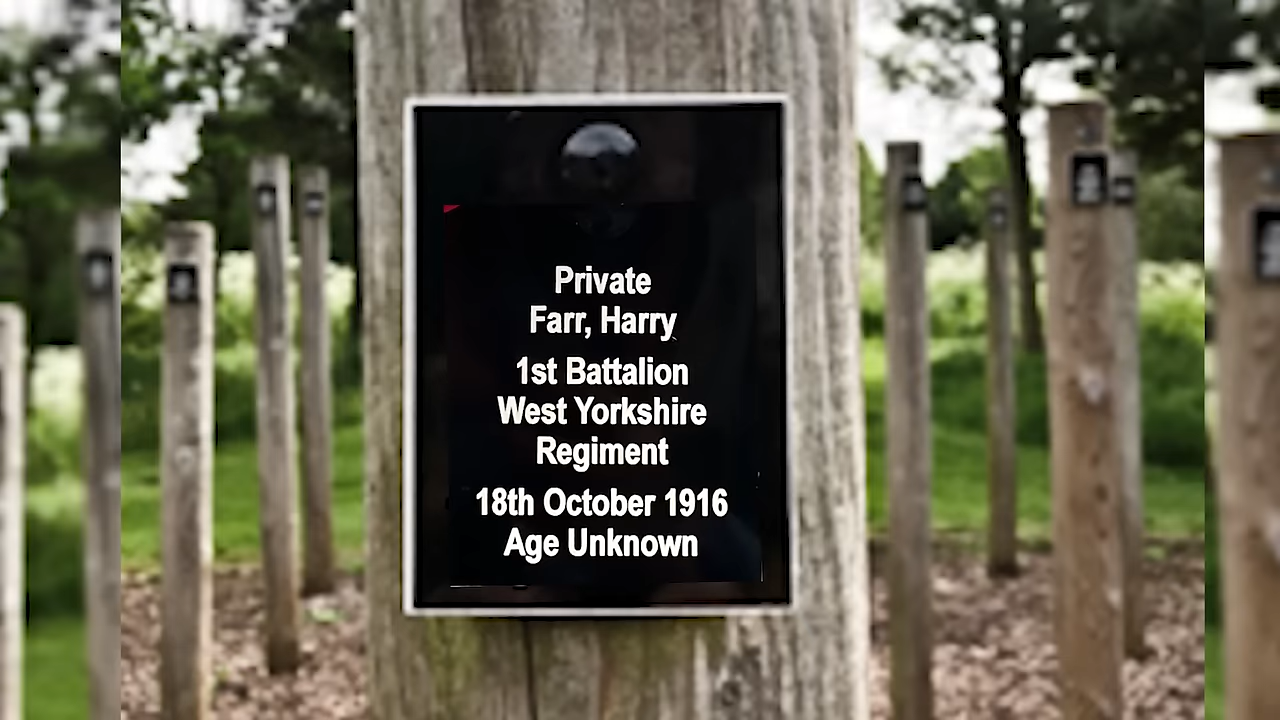 Private
Farr, Harry
1st Battalion
West Yorkshire
Regiment
18th October 1916
Age Unknown